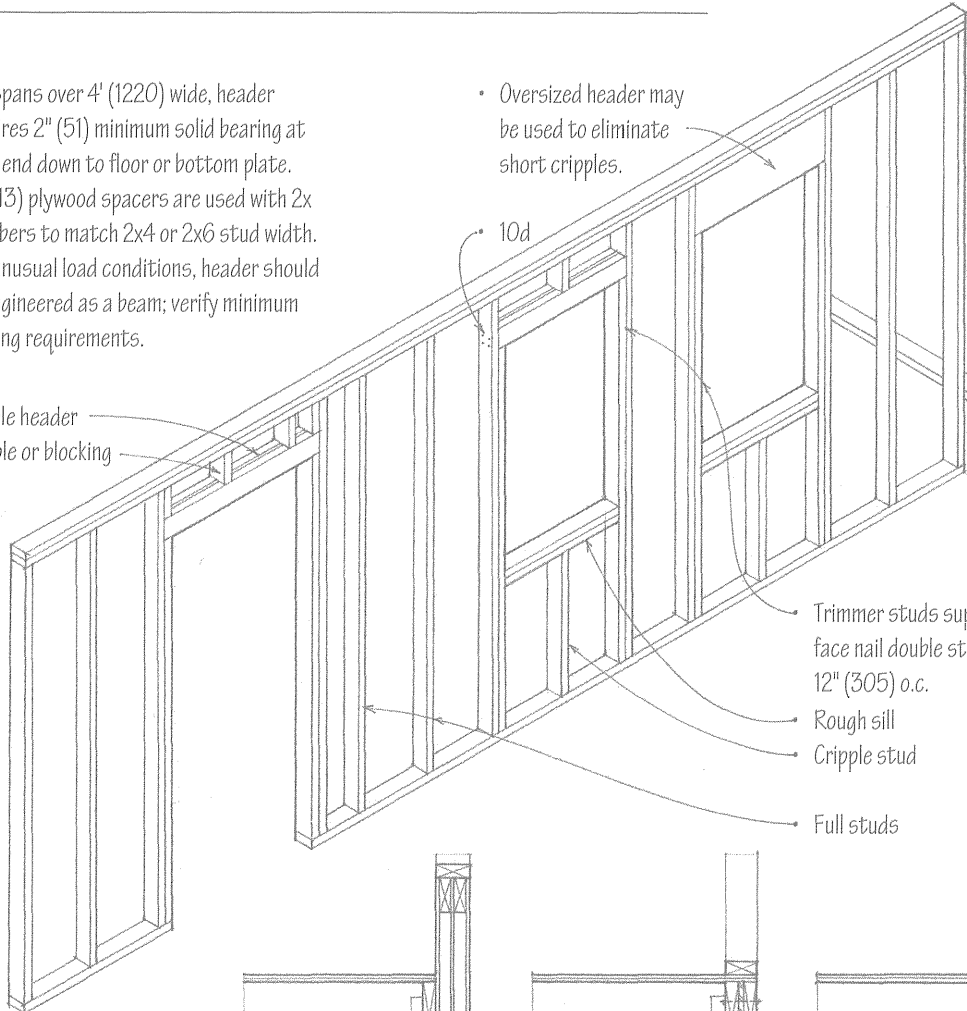 pans over 4' (1220) wide, header
res 2" (51) minimum solid bearing at
end down to floor or bottom plate.
13) plywood spacers are used with 2x
bers to match 2x4 or 2x6 stud width.
nusual load conditions, header should
gineered as a beam; verify minimum
ng requirements.
• Oversized header may
be used to eliminate
short cripples.
• 10d
le header
ble or blocking
• Trimmer studs sup
face nail double st
12" (305) o.c.
• Rough sill
• Cripple stud
• Full studs